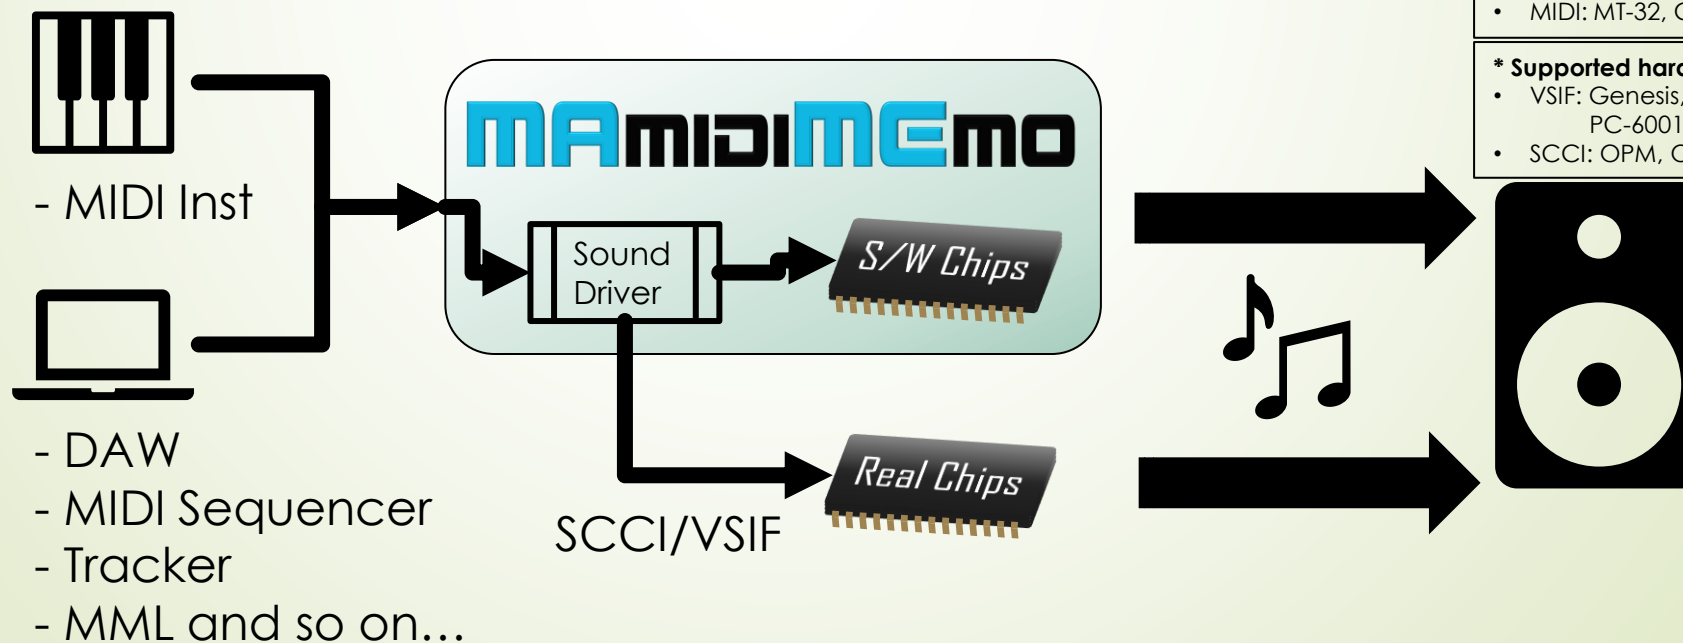 - MIDI Inst
- DAW
- MIDI Sequencer
- Tracker
- MML and so on...
MAmidiMEmo
Sound
Driver
S/W Chips
Real Chips
SCCI/VSIF
• MIDI: MT-32,
* Supported
• VSIF: Genesis,
PC-6001
• SCCI: OPM,